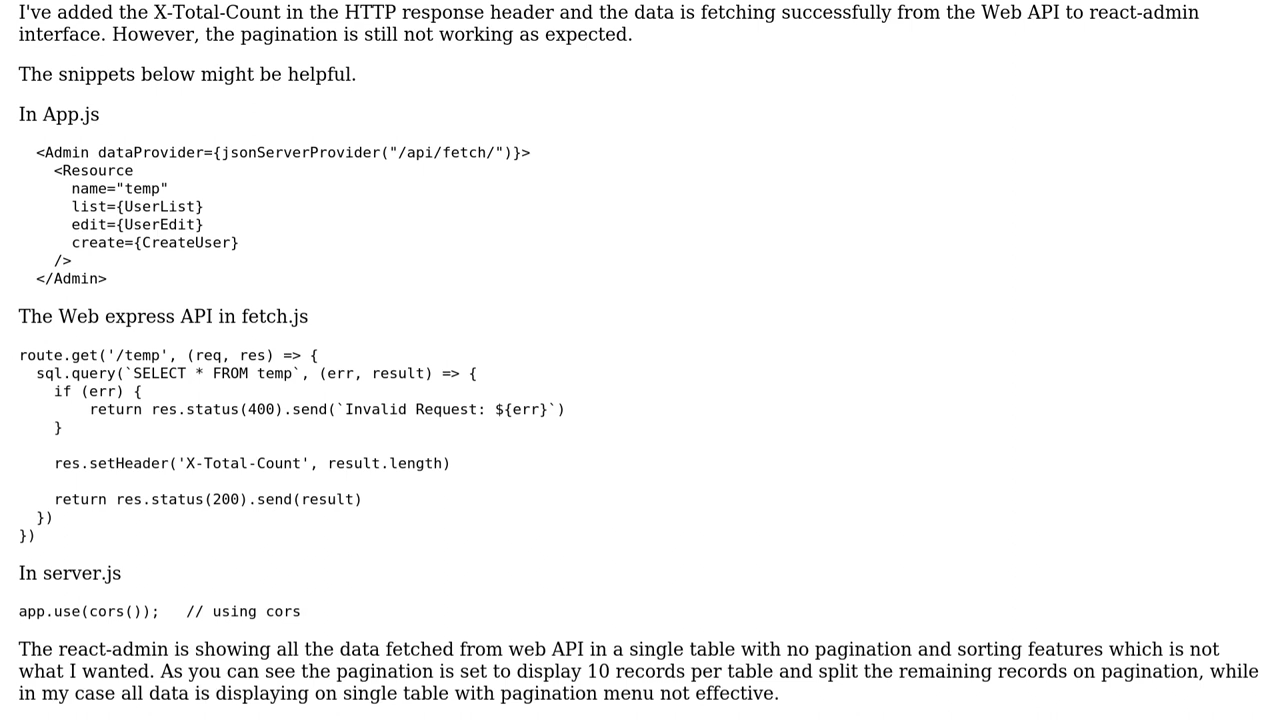 I've added the X-Total-Count in the HTTP response header and the data is fetching successfully from the Web API to react-admin
interface. However, the pagination is still not working as expected.
The snippets below might be helpful.
In App.js
<Admin dataProvider={jsonServerProvider("/api/fetch/")}>
<Resource
name="temp"
list={UserList}
edit={UserEdit}
create={CreateUser}
/>
</Admin>
The Web express API in fetch.js
route.get('/temp', (req, res) => {
sql.query(`SELECT * FROM temp`, (err, result) => {
if (err) {
return res.status(400).send(`Invalid Request: ${err}`)
}
res.setHeader('X-Total-Count', result.length)
return res.status(200).send(result)
})
})
In server.js
app.use(cors());   // using cors
The react-admin is showing all the data fetched from web API in a single table with no pagination and sorting features which is not
what I wanted. As you can see the pagination is set to display 10 records per table and split the remaining records on pagination, while
in my case all data is displaying on single table with pagination menu not effective.